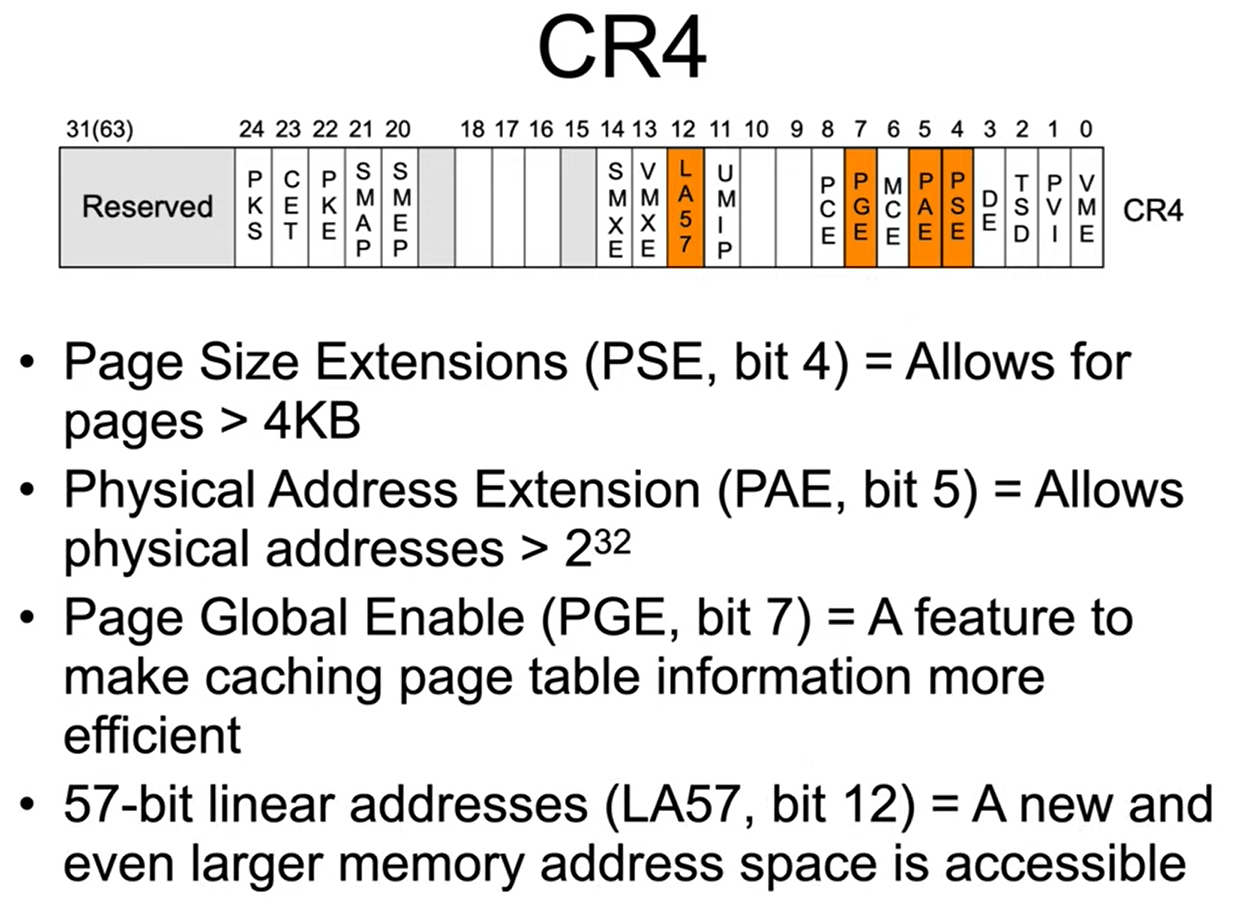 CR4
31(63) 24 23 22 21 20 18 17 16 15 14 13 12 11 10 9 8 7 6 5 4 3 2 1 0
Reserved PKS CET PKE SMAP SMEP SMXE VMXE LA57 UMIP PCE PGE MCE PAE PSE DE TSD PVI VME CR4
• Page Size Extensions (PSE, bit 4) = Allows for
pages > 4KB
• Physical Address Extension (PAE, bit 5) = Allows
physical addresses > 2³²
• Page Global Enable (PGE, bit 7) = A feature to
make caching page table information more
efficient
• 57-bit linear addresses (LA57, bit 12) = A new and
even larger memory address space is accessible